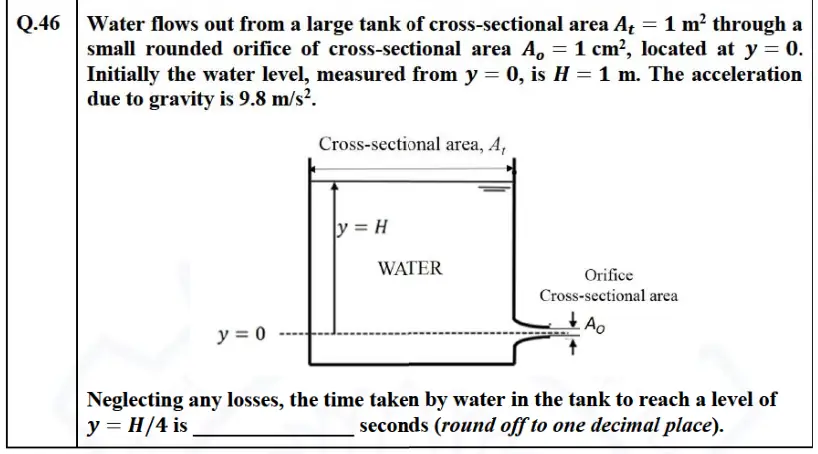 Q.46 Water flows out from a large tank of cross-sectional area Aₜ = 1 m² through a
small rounded orifice of cross-sectional area Aₒ = 1 cm², located at y = 0.
Initially the water level, measured from y = 0, is H = 1 m. The acceleration
due to gravity is 9.8 m/s².
Cross-sectional area, Aₜ
y = H
WATER
Orifice
Cross-sectional area
A_O
y = 0
Neglecting any losses, the time taken by water in the tank to reach a level of
y = H/4 is ____________ seconds (round off to one decimal place).